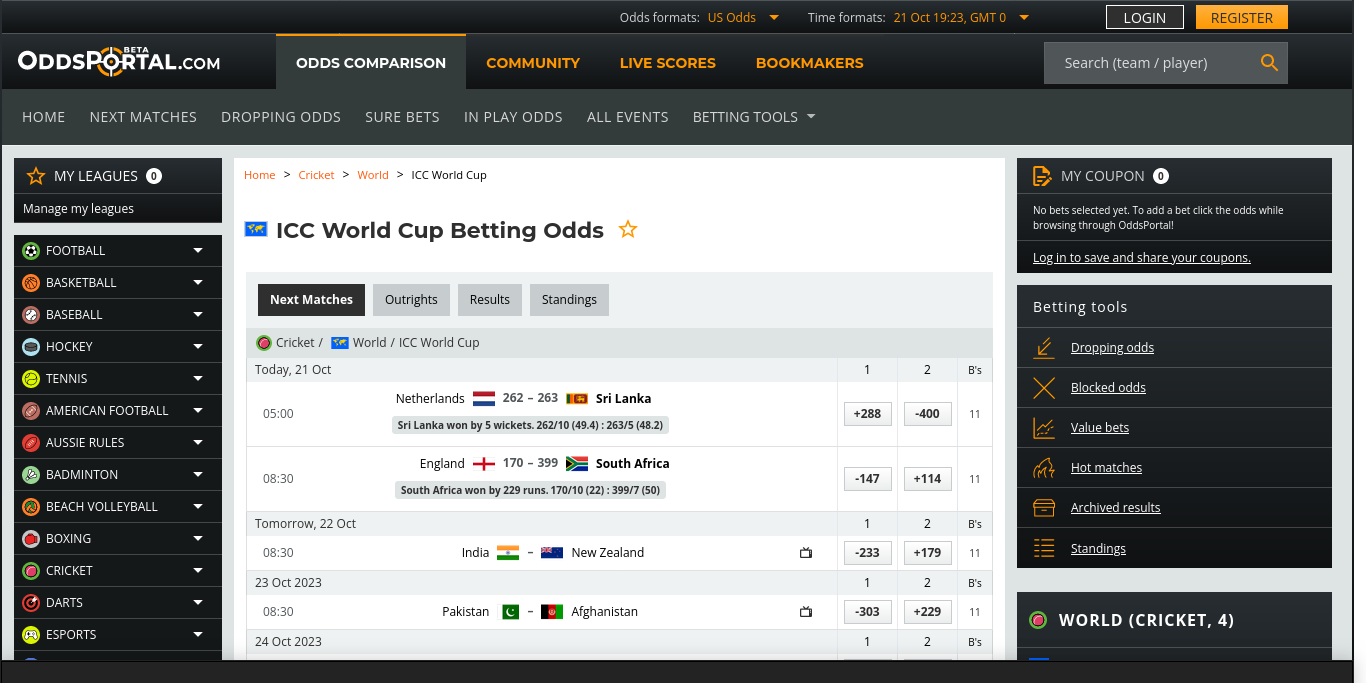 Odds formats: US Odds Time formats: 21 Oct 19:23, GMT 0 LOGIN REGISTER
ODDSPORTAL.COM BETA
ODDS COMPARISON COMMUNITY LIVE SCORES BOOKMAKERS Search (team / player)
HOME NEXT MATCHES DROPPING ODDS SURE BETS IN PLAY ODDS ALL EVENTS BETTING TOOLS
MY LEAGUES 0
Manage my leagues
FOOTBALL
BASKETBALL
BASEBALL
HOCKEY
TENNIS
AMERICAN FOOTBALL
AUSSIE RULES
BADMINTON
BEACH VOLLEYBALL
BOXING
CRICKET
DARTS
ESPORTS
Home > Cricket > World > ICC World Cup
ICC World Cup Betting Odds
Next Matches Outrights Results Standings
Cricket / World / ICC World Cup
Today, 21 Oct 1 2 B's
05:00 Netherlands 262 – 263 Sri Lanka +288 -400 11
Sri Lanka won by 5 wickets. 262/10 (49.4) : 263/5 (48.2)
08:30 England 170 – 399 South Africa -147 +114 11
South Africa won by 229 runs. 170/10 (22) : 399/7 (50)
Tomorrow, 22 Oct 1 2 B's
08:30 India – New Zealand -233 +179 11
23 Oct 2023 1 2 B's
08:30 Pakistan – Afghanistan -303 +229 11
24 Oct 2023 1 2 B's
MY COUPON 0
No bets selected yet. To add a bet click the odds while
browsing through OddsPortal!
Log in to save and share your coupons.
Betting tools
Dropping odds
Blocked odds
Value bets
Hot matches
Archived results
Standings
WORLD (CRICKET, 4)